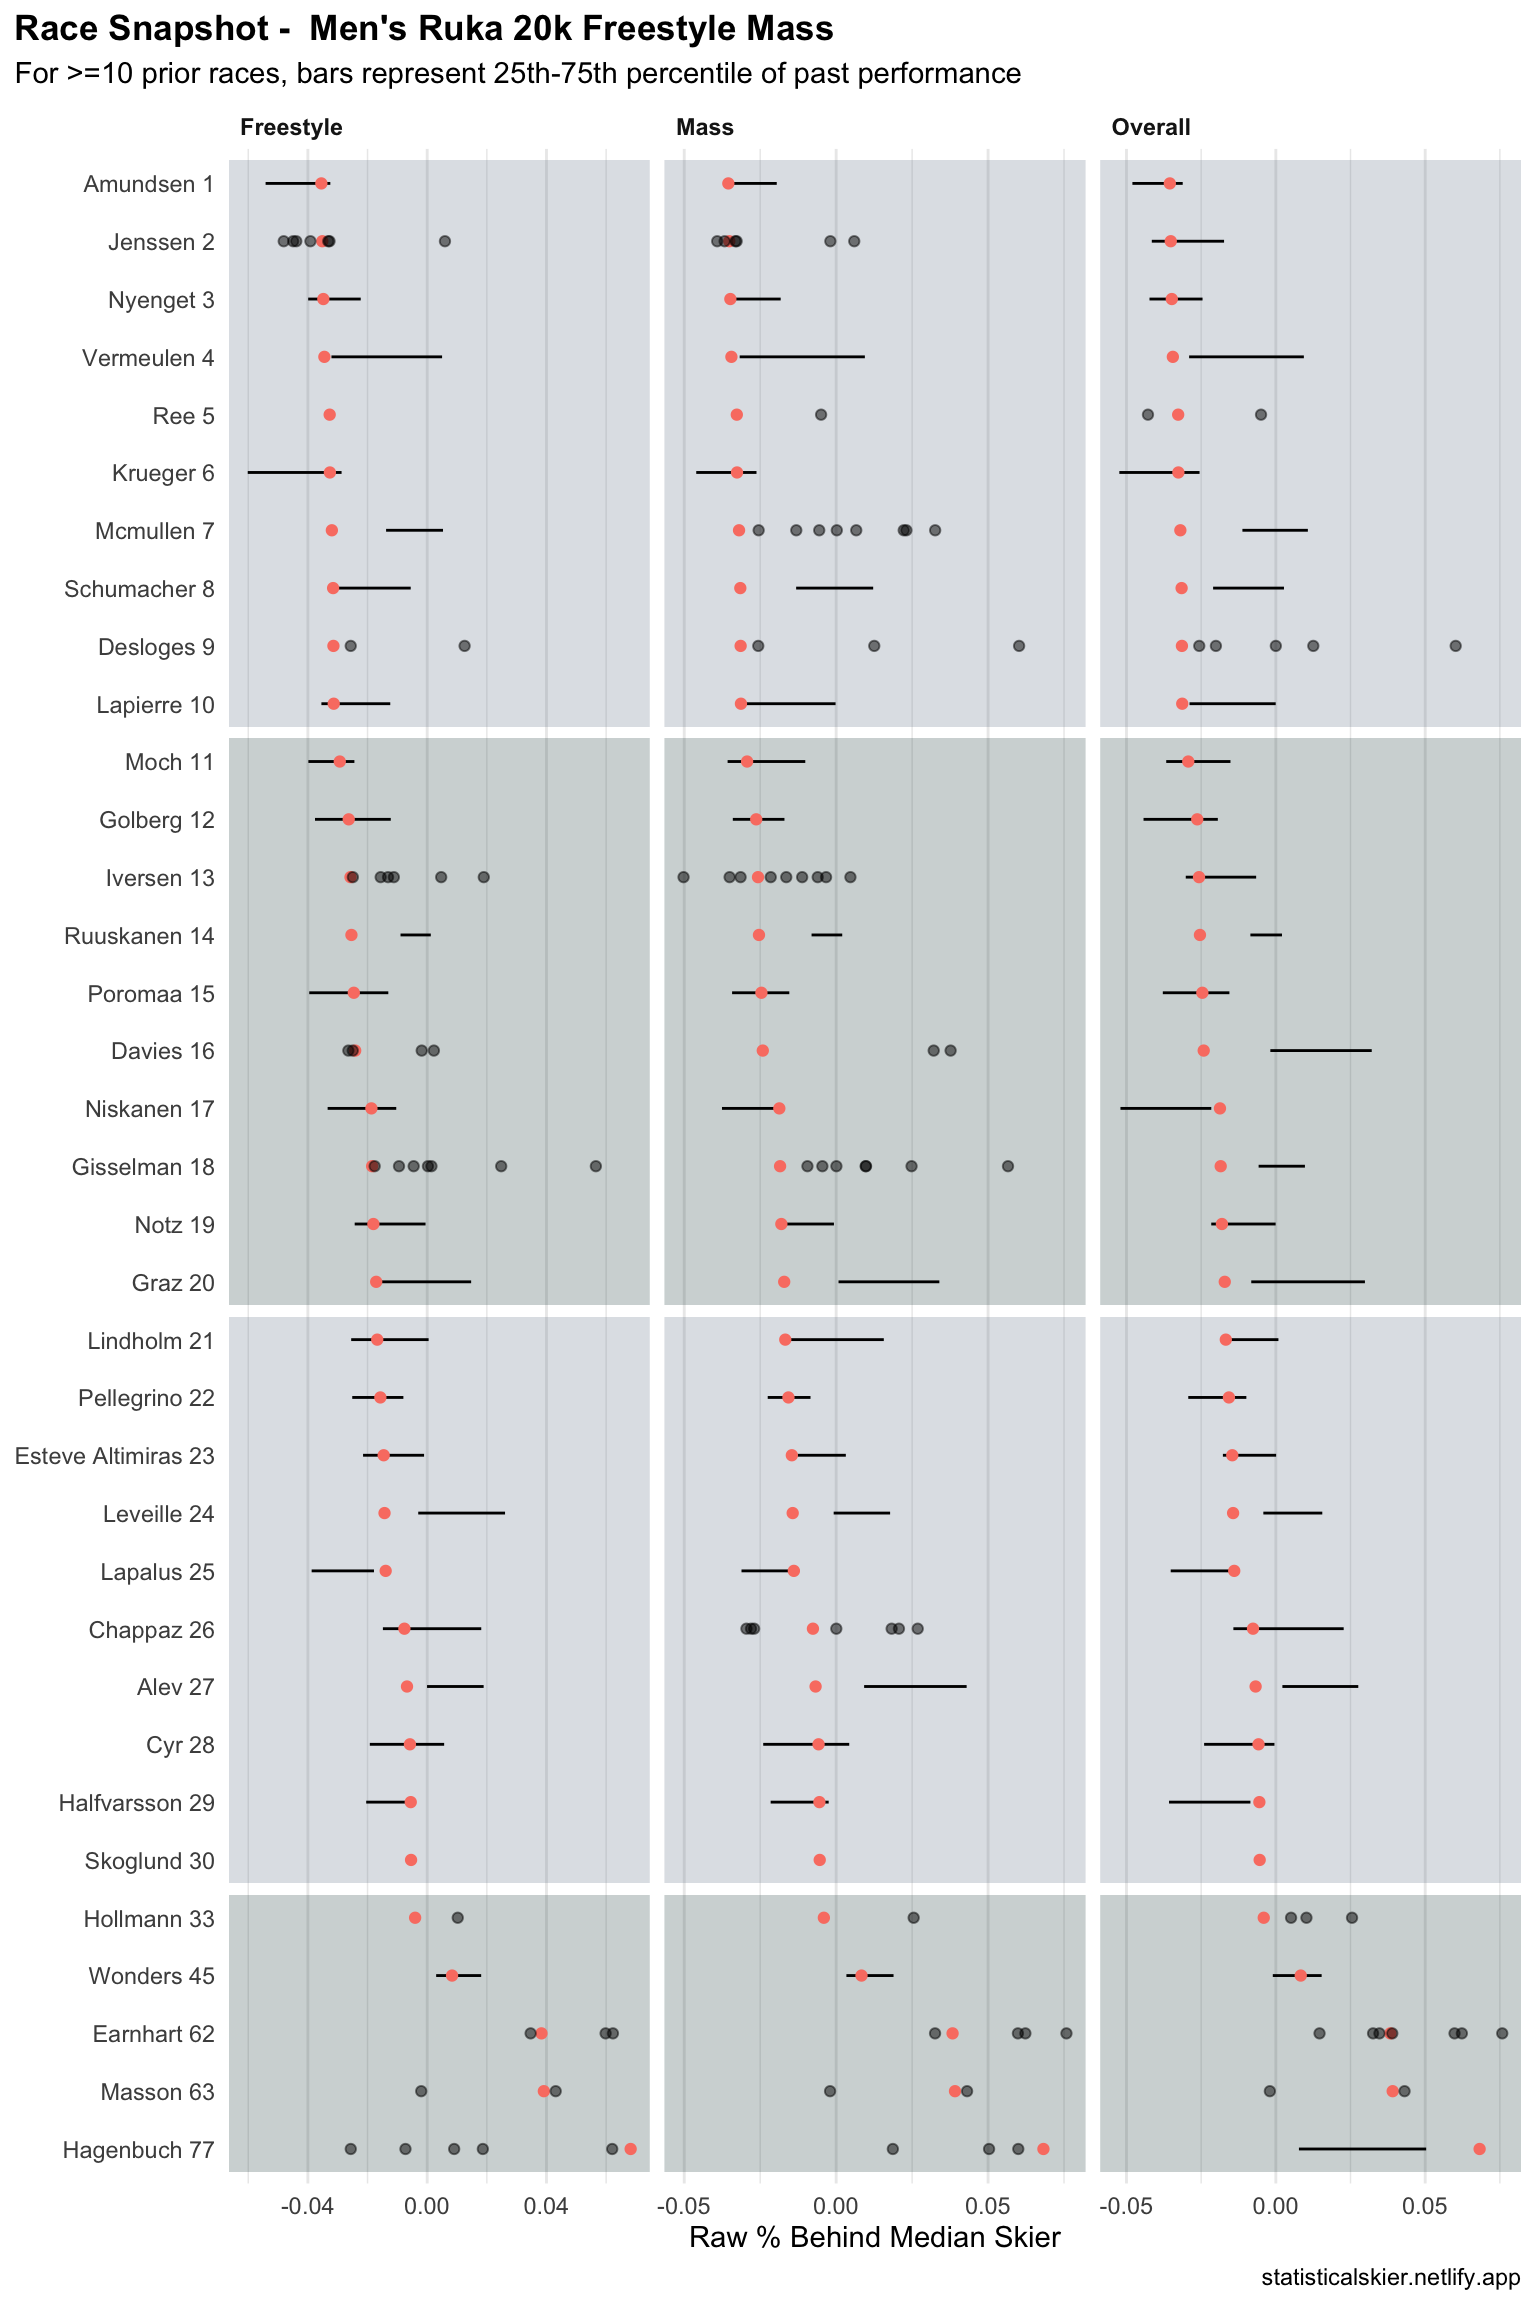 Race Snapshot -  Men's Ruka 20k Freestyle Mass
For >=10 prior races, bars represent 25th-75th percentile of past performance
Freestyle Mass Overall
Amundsen 1
Jenssen 2
Nyenget 3
Vermeulen 4
Ree 5
Krueger 6
Mcmullen 7
Schumacher 8
Desloges 9
Lapierre 10
Moch 11
Golberg 12
Iversen 13
Ruuskanen 14
Poromaa 15
Davies 16
Niskanen 17
Gisselman 18
Notz 19
Graz 20
Lindholm 21
Pellegrino 22
Esteve Altimiras 23
Leveille 24
Lapalus 25
Chappaz 26
Alev 27
Cyr 28
Halfvarsson 29
Skoglund 30
Hollmann 33
Wonders 45
Earnhart 62
Masson 63
Hagenbuch 77
-0.04 0.00 0.04 -0.05 0.00 0.05 -0.05 0.00 0.05
Raw % Behind Median Skier
statisticalskier.netlify.app